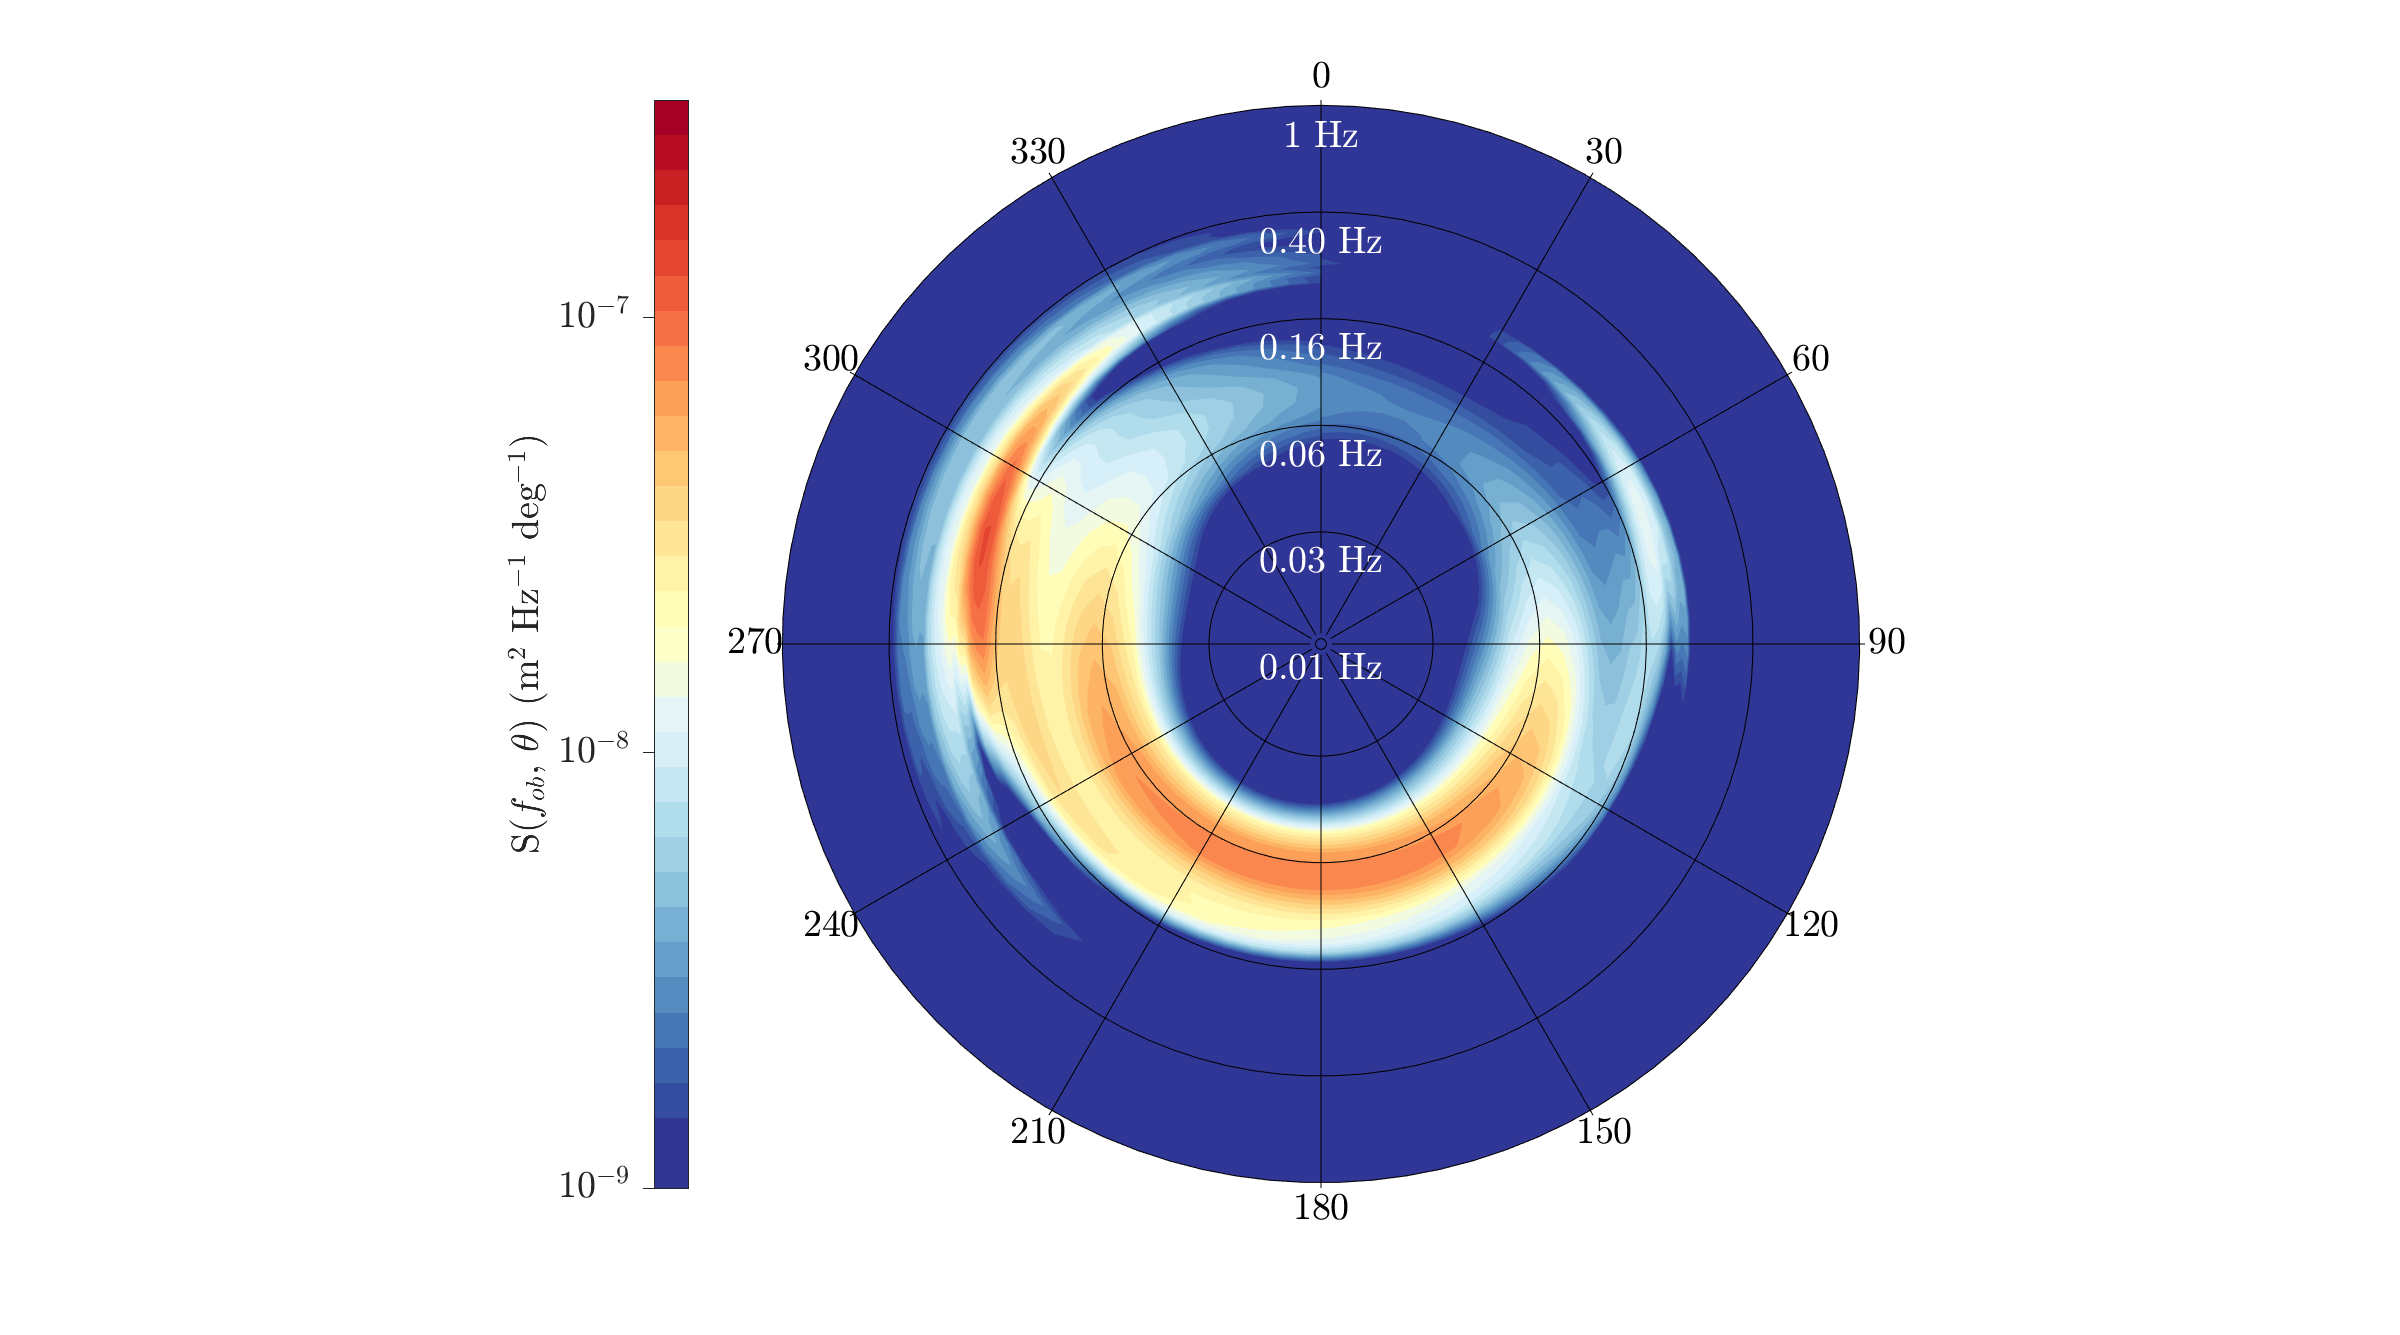 S(f_ob, θ) (m² Hz⁻¹ deg⁻¹)
10⁻⁷
10⁻⁸
10⁻⁹
0
30
60
90
120
150
180
210
240
270
300
330
1 Hz
0.40 Hz
0.16 Hz
0.06 Hz
0.03 Hz
0.01 Hz